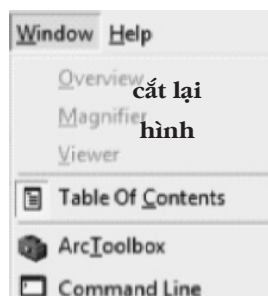 Window Help
Overview
cắt lại
Magnifier
hình
Viewer
Table Of Contents
ArcToolbox
Command Line